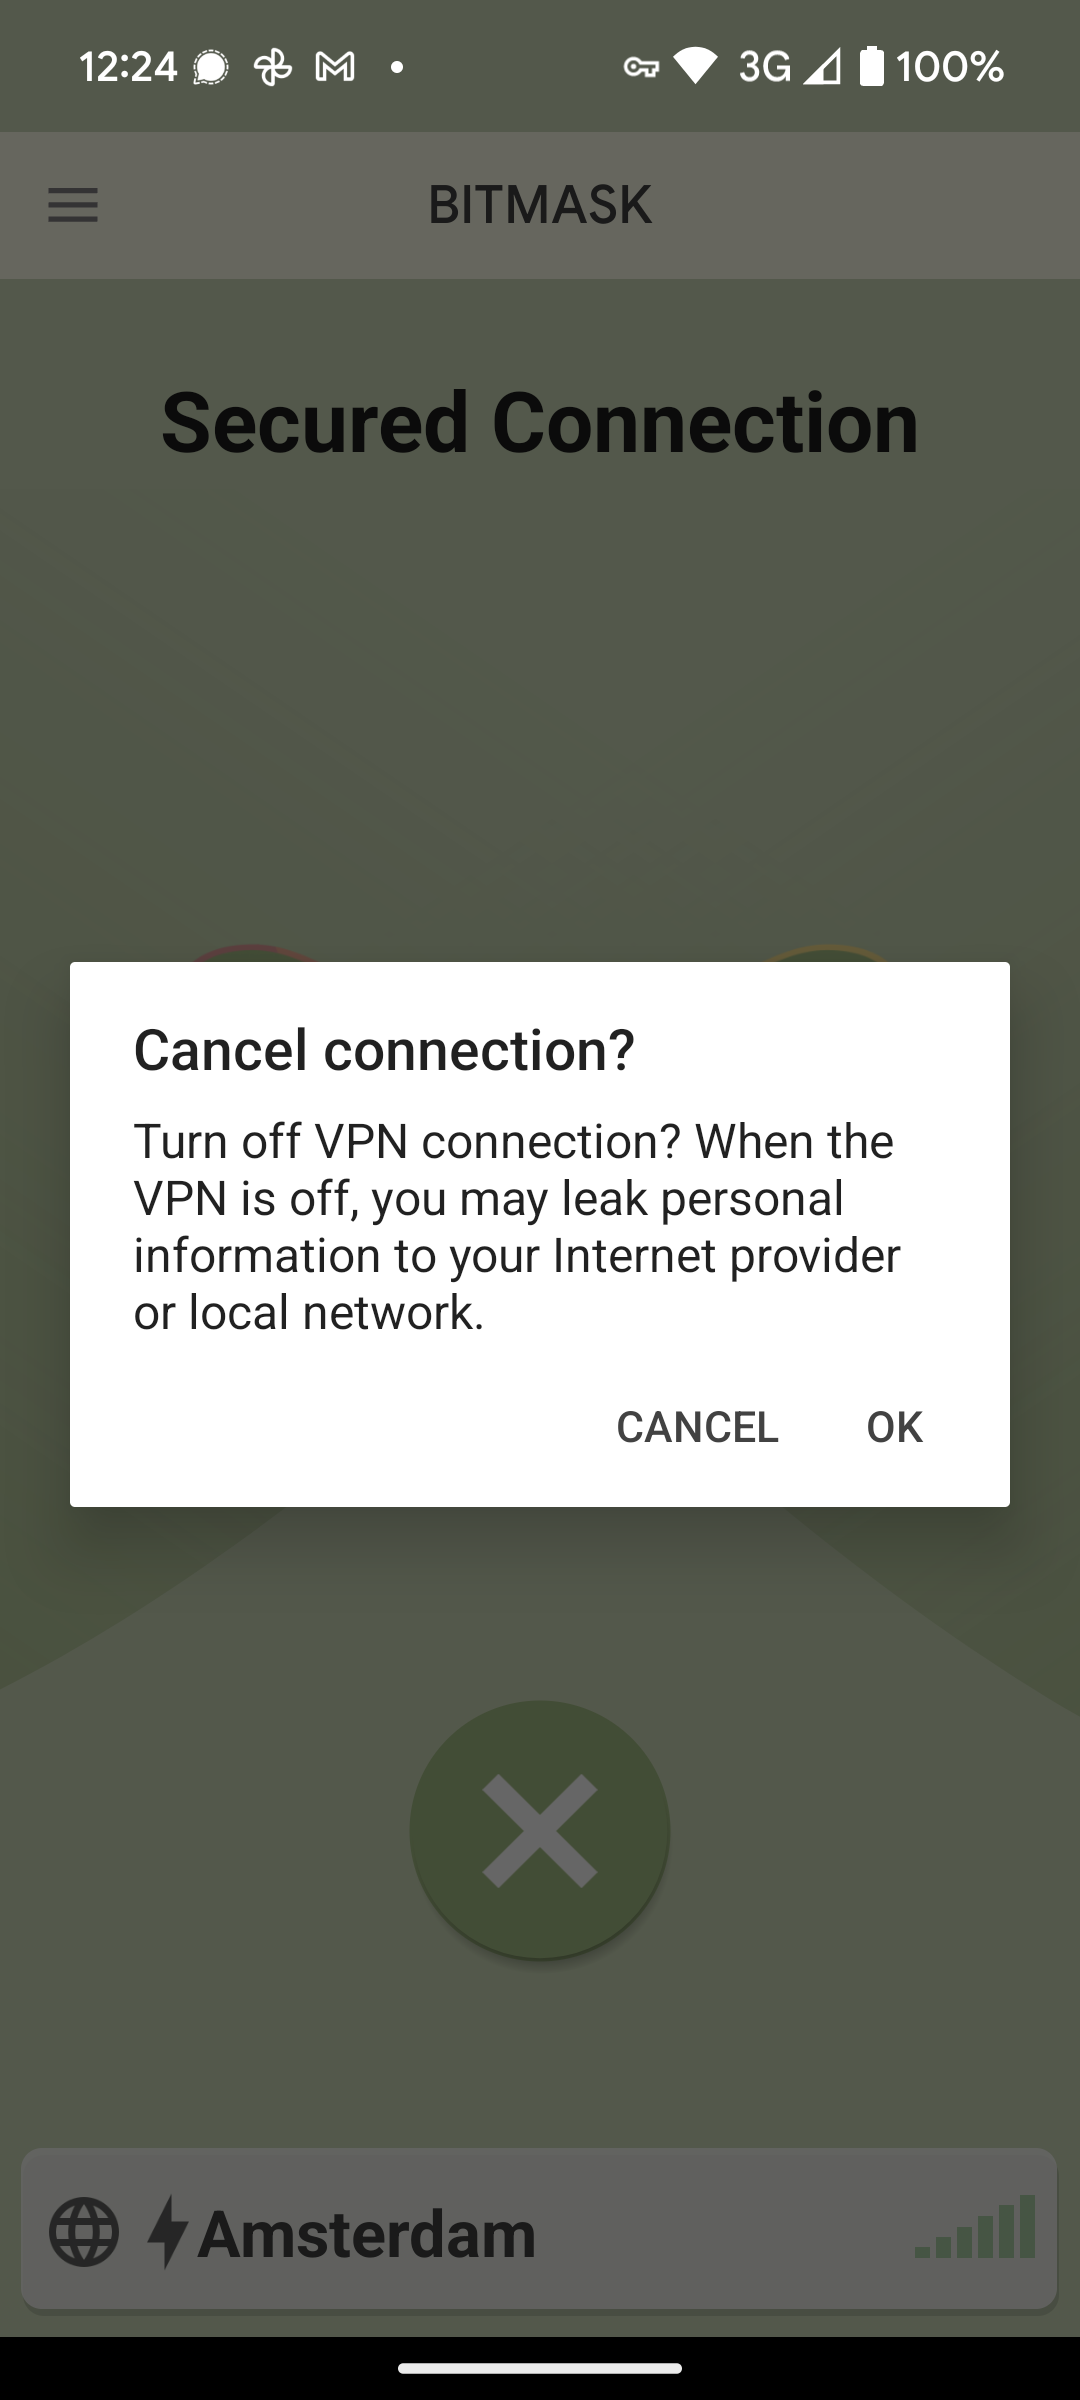 12:24 3G 100%
BITMASK
Secured Connection
Cancel connection?
Turn off VPN connection? When the
VPN is off, you may leak personal
information to your Internet provider
or local network.
CANCEL OK
Amsterdam